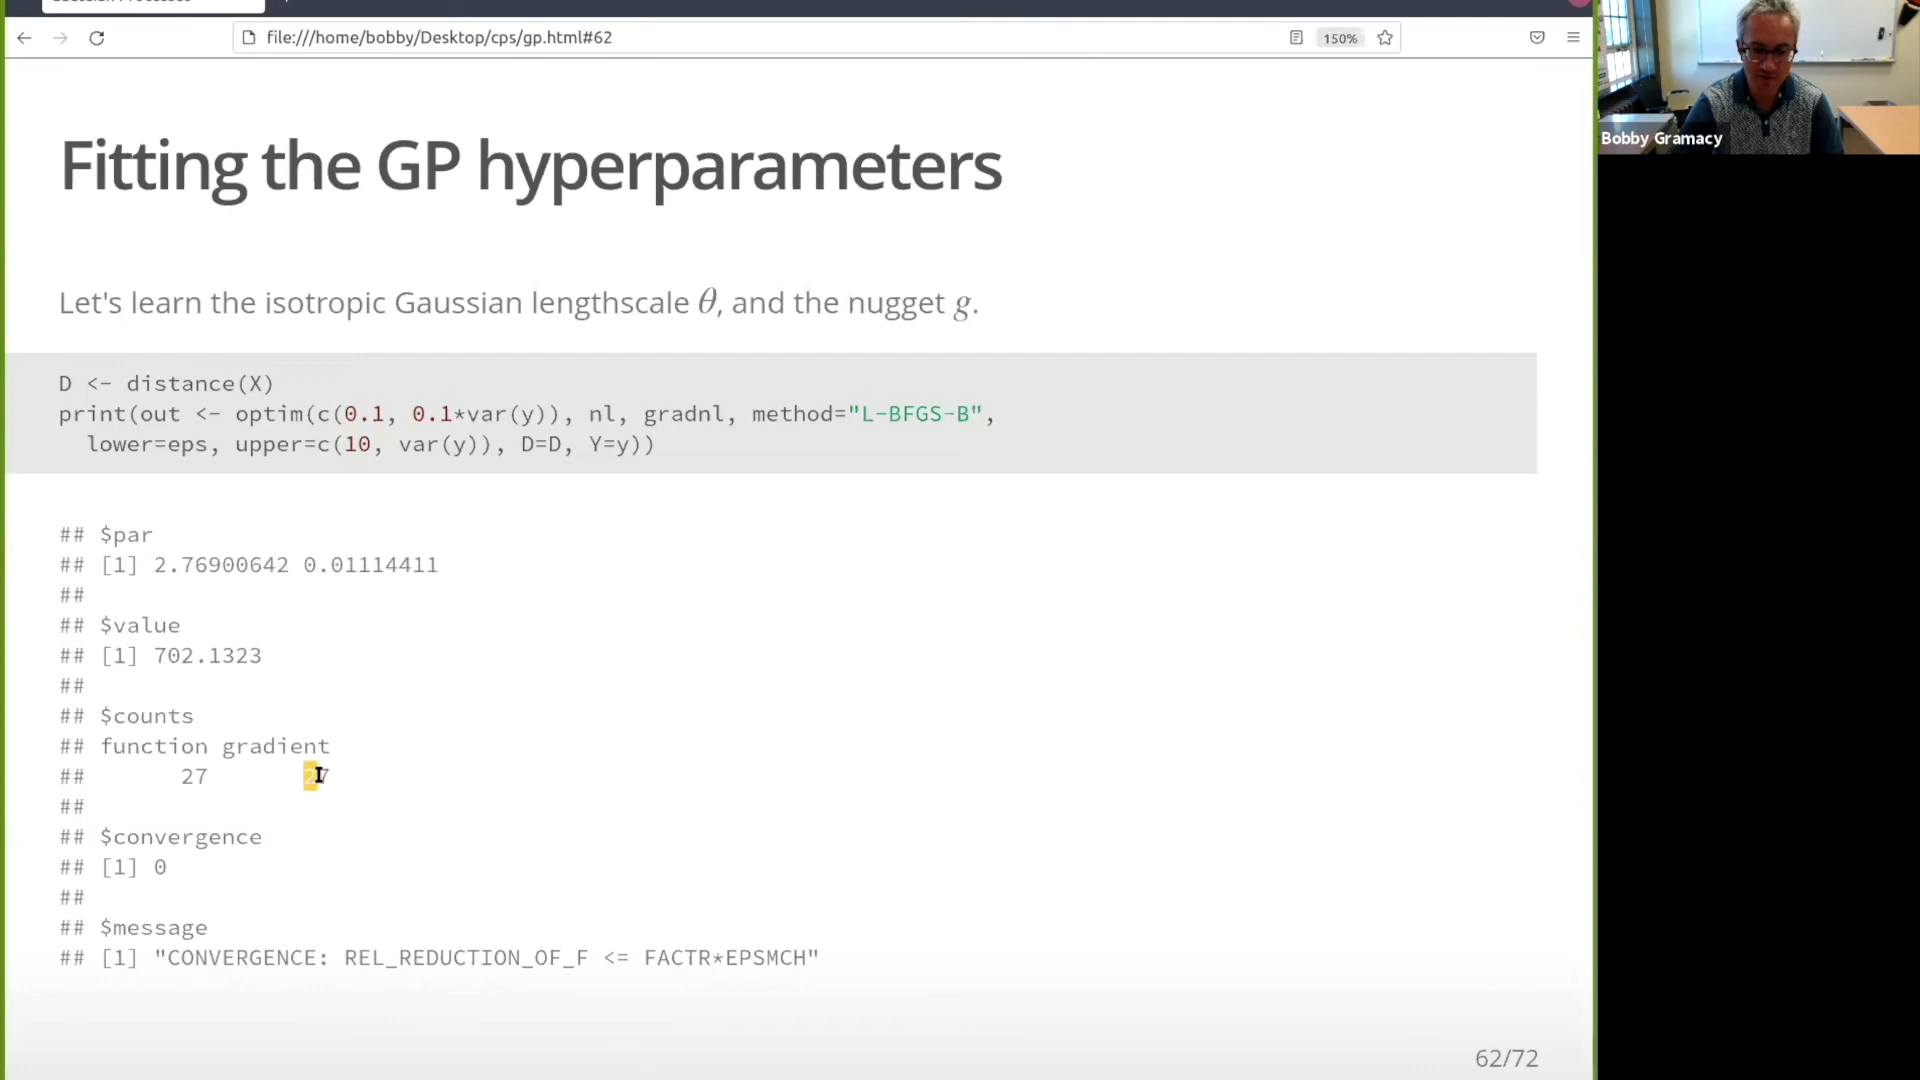 file:///home/bobby/Desktop/cps/gp.html#62
150%
Bobby Gramacy
Fitting the GP hyperparameters
Let's learn the isotropic Gaussian lengthscale θ, and the nugget g.
D <- distance(X)
print(out <- optim(c(0.1, 0.1*var(y)), nl, gradnl, method="L-BFGS-B",
lower=eps, upper=c(10, var(y)), D=D, Y=y))
## $par
## [1] 2.76900642 0.01114411
##
## $value
## [1] 702.1323
##
## $counts
## function gradient
## 27 27
##
## $convergence
## [1] 0
##
## $message
## [1] "CONVERGENCE: REL_REDUCTION_OF_F <= FACTR*EPSMCH"
62/72